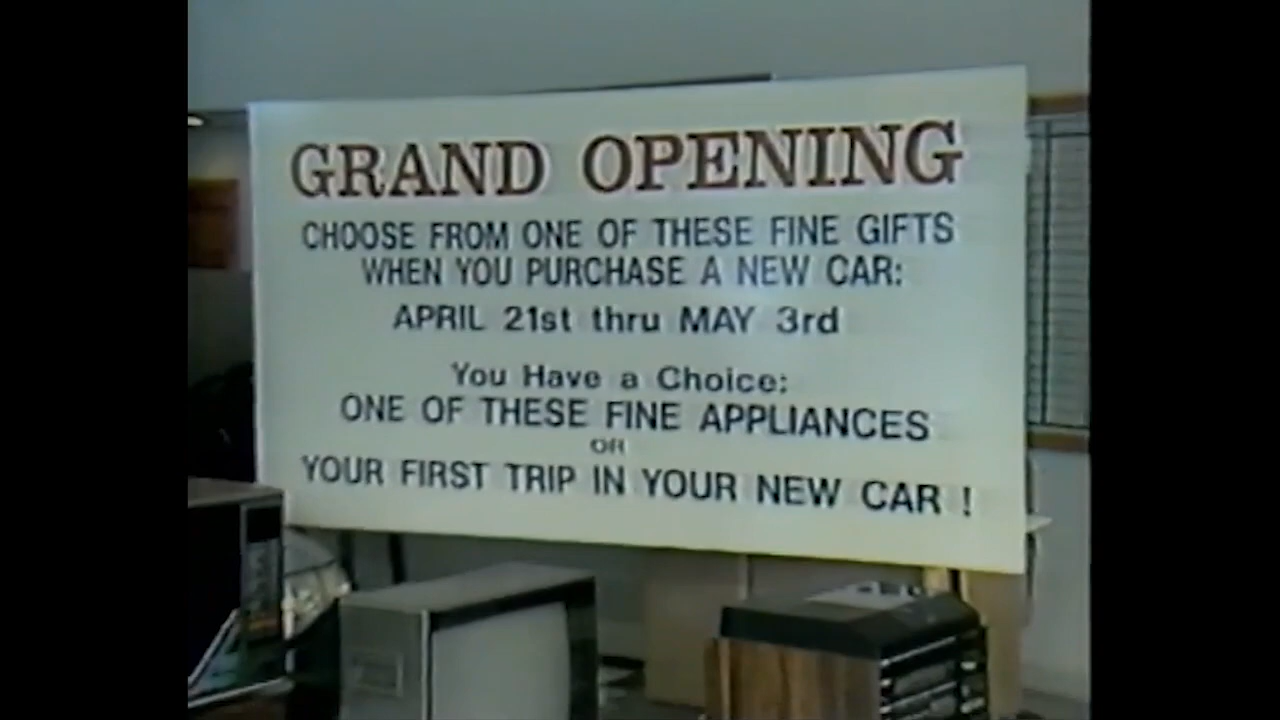 GRAND OPENING
CHOOSE FROM ONE OF THESE FINE GIFTS
WHEN YOU PURCHASE A NEW CAR:
APRIL 21st thru MAY 3rd
You Have a Choice:
ONE OF THESE FINE APPLIANCES
OR
YOUR FIRST TRIP IN YOUR NEW CAR !